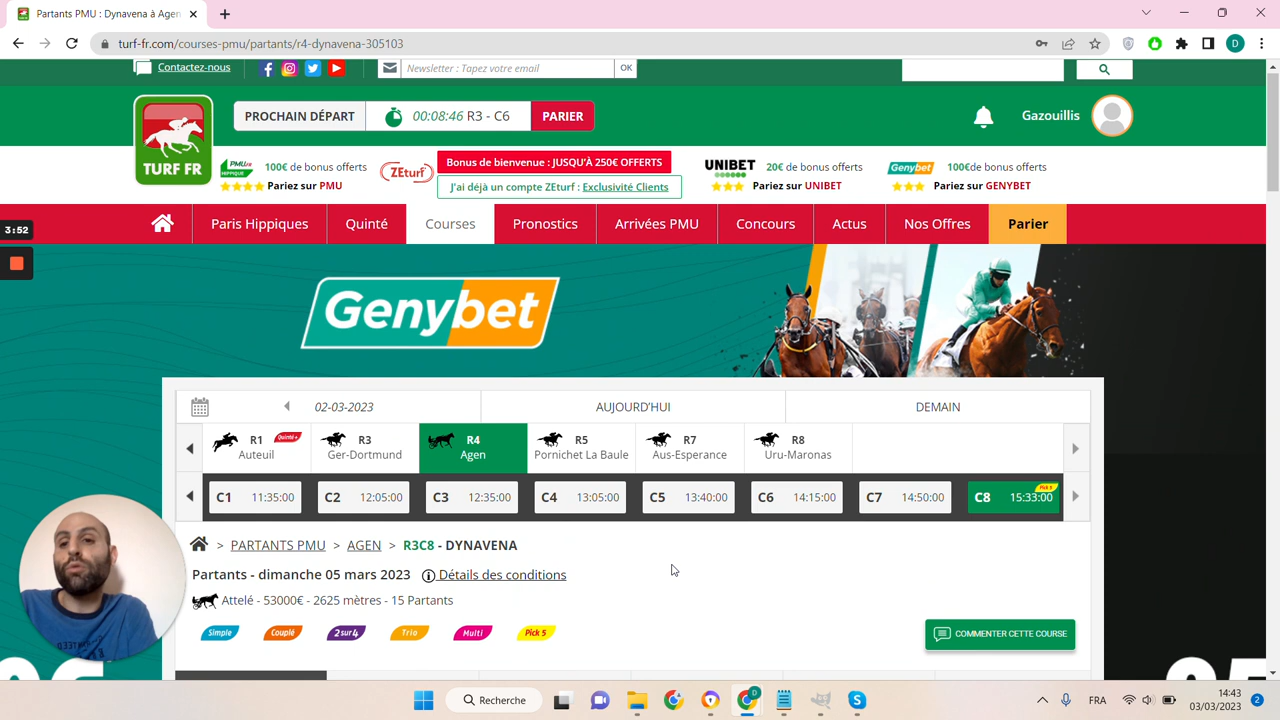 Partants PMU : Dynavena à Agen
turf-fr.com/courses-pmu/partants/r4-dynavena-305103
D
Contactez-nous
Newsletter : Tapez votre email
OK
TURF FR
PROCHAIN DÉPART
00:08:46 R3 - C6
PARIER
Gazouillis
PMU.fr HIPPIQUE
100€ de bonus offerts
Pariez sur PMU
ZEturf
Bonus de bienvenue : JUSQU'À 250€ OFFERTS
J'ai déjà un compte ZEturf : Exclusivité Clients
UNIBET
20€ de bonus offerts
Pariez sur UNIBET
Genybet
100€de bonus offerts
Pariez sur GENYBET
3:52
Paris Hippiques
Quinté
Courses
Pronostics
Arrivées PMU
Concours
Actus
Nos Offres
Parier
Genybet
02-03-2023
AUJOURD'HUI
DEMAIN
R1 Quinté+
Auteuil
R3
Ger-Dortmund
R4
Agen
R5
Pornichet La Baule
R7
Aus-Esperance
R8
Uru-Maronas
C1 11:35:00
C2 12:05:00
C3 12:35:00
C4 13:05:00
C5 13:40:00
C6 14:15:00
C7 14:50:00
C8 15:33:00 Pick 5
> PARTANTS PMU > AGEN > R3C8 - DYNAVENA
Partants - dimanche 05 mars 2023 Détails des conditions
Attelé - 53000€ - 2625 mètres - 15 Partants
Simple
Couplé
2sur4
Trio
Multi
Pick 5
COMMENTER CETTE COURSE
Recherche
D
FRA
14:43
03/03/2023
2